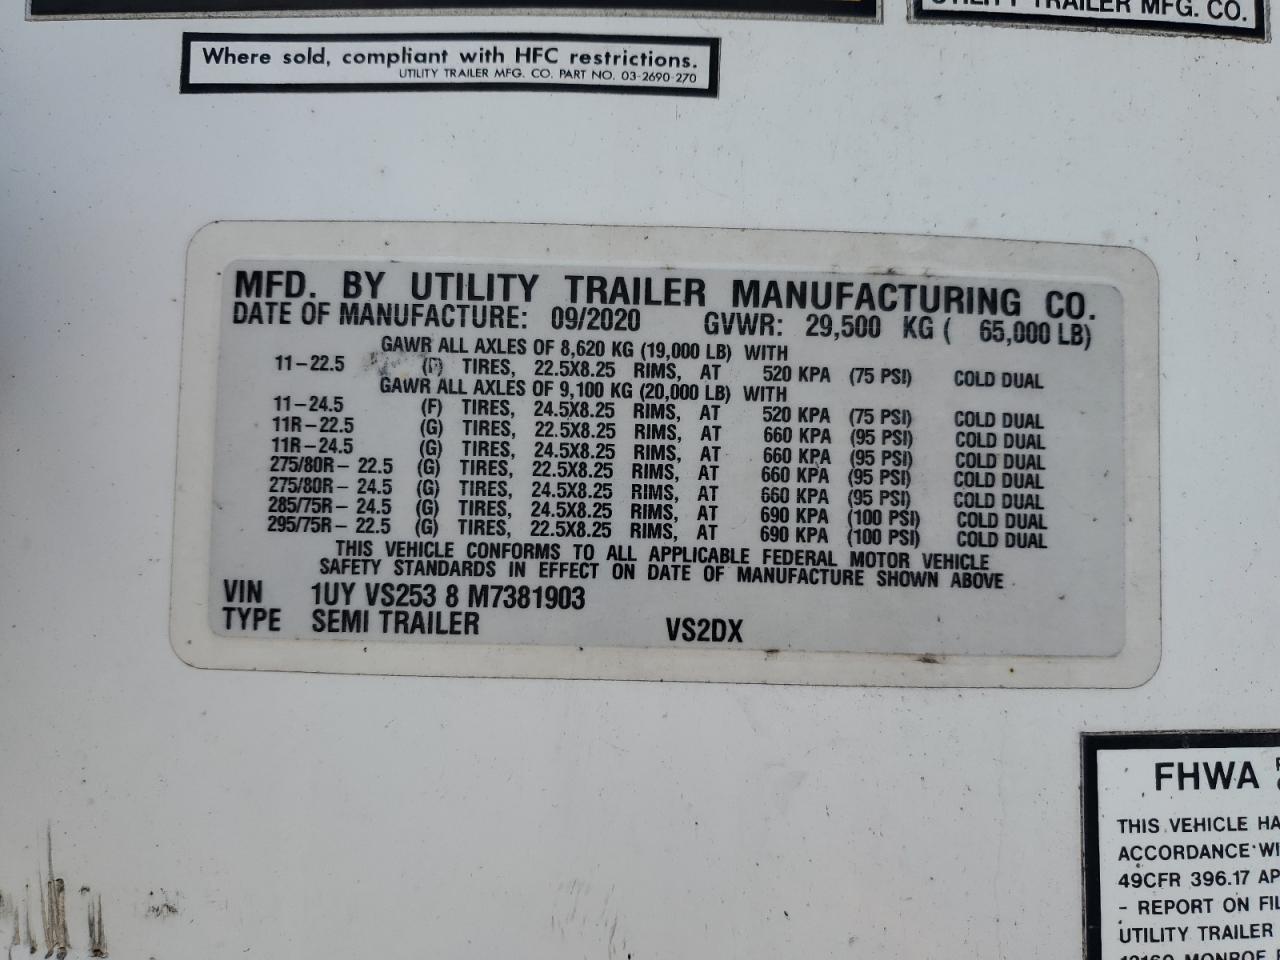 UTILITY TRAILER MFG. CO.
Where sold, compliant with HFC restrictions.
UTILITY TRAILER MFG. CO. PART NO. 03-2690-270
MFD. BY UTILITY TRAILER MANUFACTURING CO.
DATE OF MANUFACTURE: 09/2020 GVWR: 29,500 KG ( 65,000 LB)
GAWR ALL AXLES OF 8,620 KG (19,000 LB) WITH
11-22.5 TIRES, 22.5X8.25 RIMS, AT 520 KPA (75 PSI) COLD DUAL
GAWR ALL AXLES OF 9,100 KG (20,000 LB) WITH
11-24.5 (F) TIRES, 24.5X8.25 RIMS, AT 520 KPA (75 PSI) COLD DUAL
11R-22.5 (G) TIRES, 22.5X8.25 RIMS, AT 660 KPA (95 PSI) COLD DUAL
11R-24.5 (G) TIRES, 24.5X8.25 RIMS, AT 660 KPA (95 PSI) COLD DUAL
275/80R- 22.5 (G) TIRES, 22.5X8.25 RIMS, AT 660 KPA (95 PSI) COLD DUAL
275/80R- 24.5 (G) TIRES, 24.5X8.25 RIMS, AT 660 KPA (95 PSI) COLD DUAL
285/75R- 24.5 (G) TIRES, 24.5X8.25 RIMS, AT 690 KPA (100 PSI) COLD DUAL
295/75R- 22.5 (G) TIRES, 22.5X8.25 RIMS, AT 690 KPA (100 PSI) COLD DUAL
THIS VEHICLE CONFORMS TO ALL APPLICABLE FEDERAL MOTOR VEHICLE
SAFETY STANDARDS IN EFFECT ON DATE OF MANUFACTURE SHOWN ABOVE
VIN 1UY VS253 8 M7381903
TYPE SEMI TRAILER VS2DX
FHWA
THIS VEHICLE HA
ACCORDANCE WI
49CFR 396.17 AP
- REPORT ON FIL
UTILITY TRAILER
MONROE